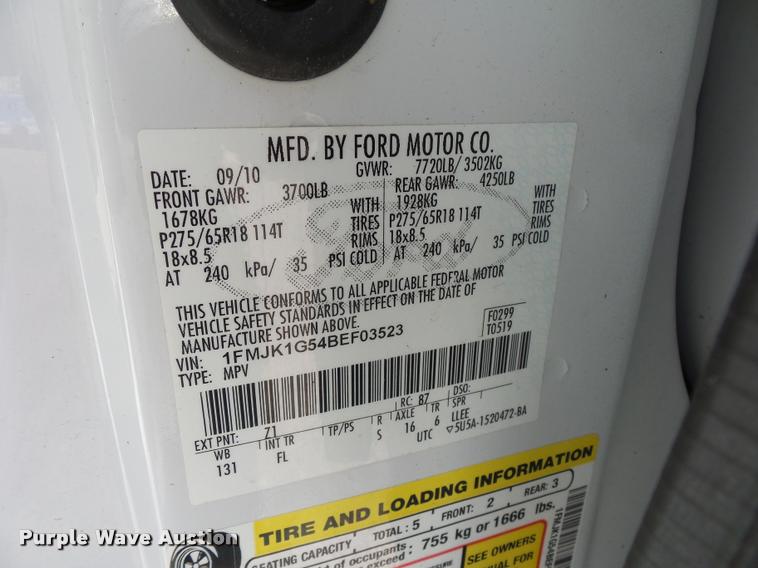 MFD. BY FORD MOTOR CO.
DATE: 09/10 GVWR: 7720LB/ 3502KG
FRONT GAWR: 3700LB REAR GAWR: 4250LB
1678KG WITH 1928KG WITH
P275/65R18 114T TIRES P275/65R18 114T TIRES
18x8.5 RIMS 18x8.5 RIMS
AT 240 kPa/ 35 PSI COLD AT 240 kPa/ 35 PSI COLD
Ford
THIS VEHICLE CONFORMS TO ALL APPLICABLE FEDERAL MOTOR
VEHICLE SAFETY STANDARDS IN EFFECT ON THE DATE OF
MANUFACTURE SHOWN ABOVE.
F0299
T0519
VIN: 1FMJK1G54BEF03523
TYPE: MPV
EXT PNT: 71 RC: 87 DSO:
WB INT TR TP/PS R AXLE TR SPR
131 FL S 16 6 LLEE
UTC ▽5U5A-1520472-BA
TIRE AND LOADING INFORMATION
SEATING CAPACITY TOTAL: 5 FRONT: 2 REAR: 3
of occupants: 755 kg or 1666 lbs.
SEE OWNERS
MANUAL FOR
Purple Wave Auction